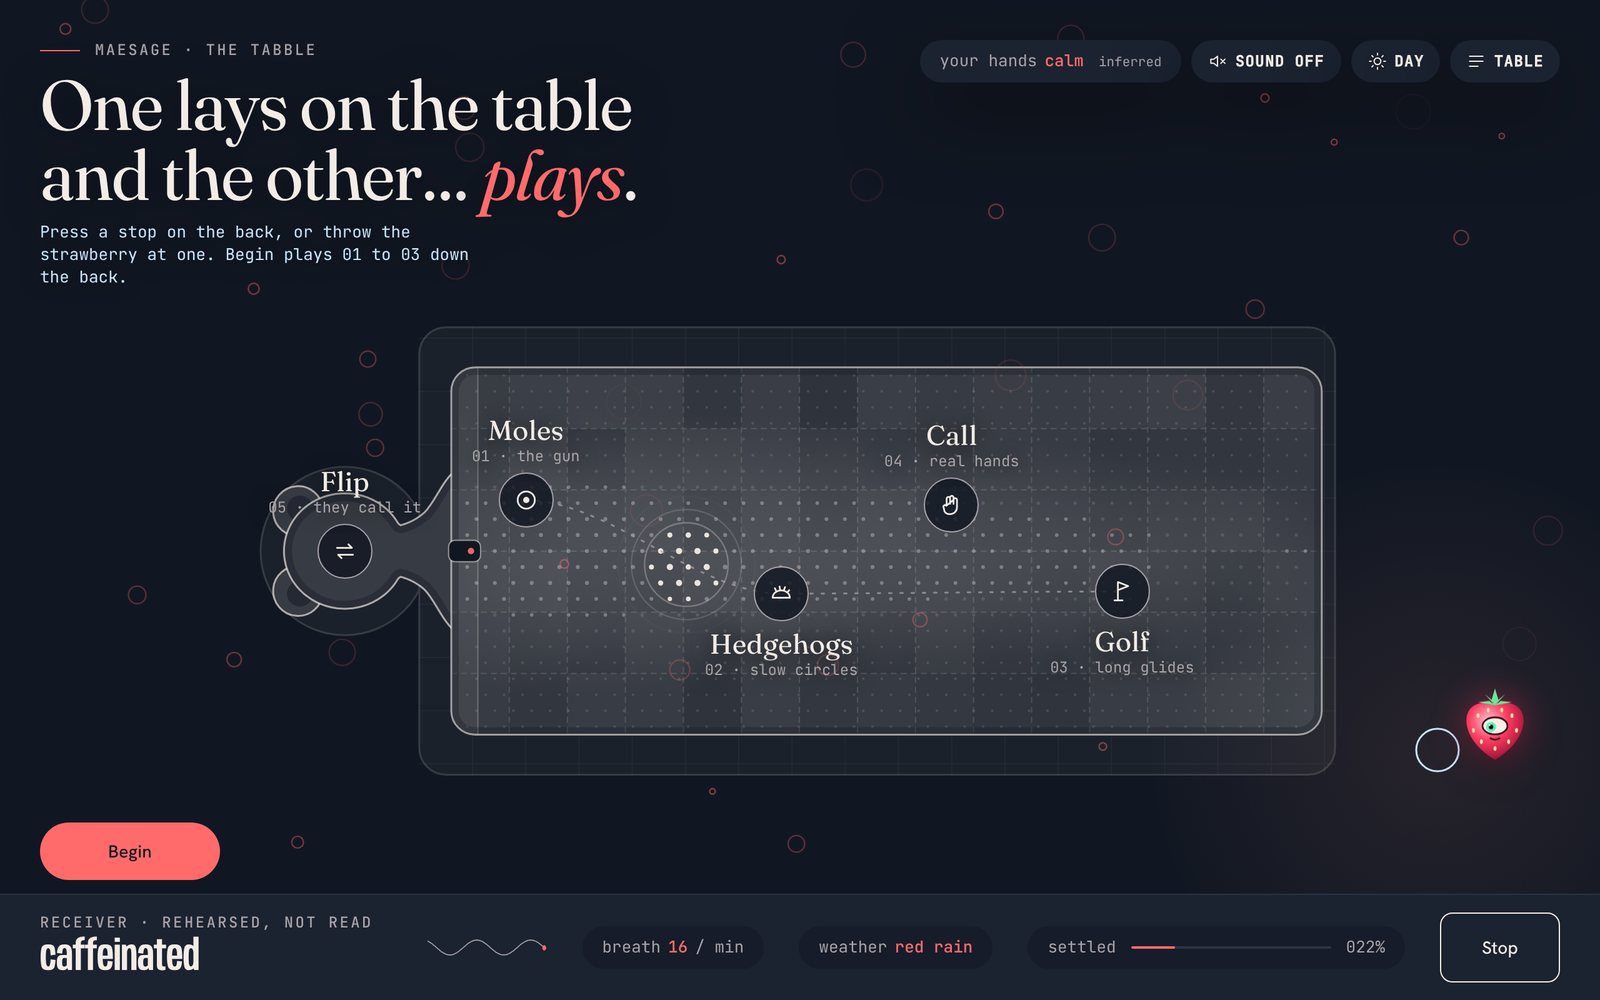 MAESAGE · THE TABBLE
One lays on the table
and the other... plays.
Press a stop on the back, or throw the
strawberry at one. Begin plays 01 to 03 down
the back.
your hands calm inferred
SOUND OFF
DAY
TABLE
Moles
01 · the gun
Call
04 · real hands
Flip
05 · they call it
Hedgehogs
02 · slow circles
Golf
03 · long glides
Begin
RECEIVER · REHEARSED, NOT READ
caffeinated
breath 16 / min
weather red rain
settled 022%
Stop